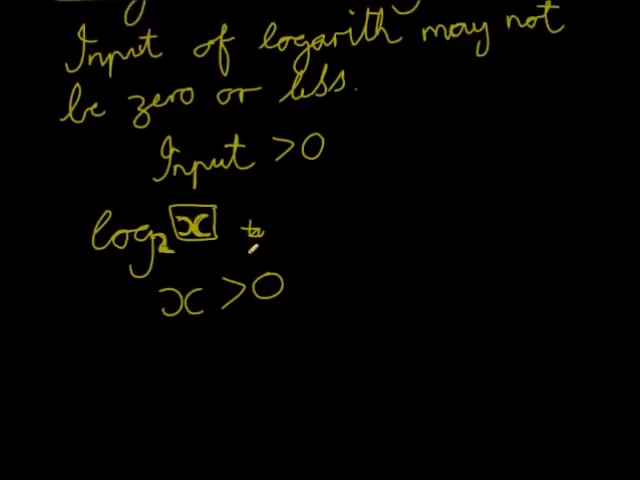 Input of logarith may not
be zero or less.
Input >0
log₂ x
x >0